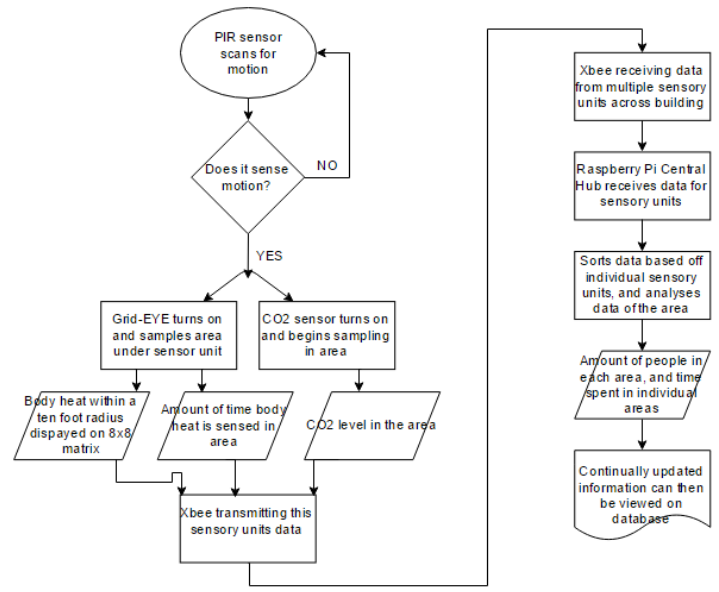 PIR sensor
scans for
motion
Does it sense
motion?
NO
YES
Grid-EYE turns on
and samples area
under sensor unit
CO2 sensor turns on
and begins sampling
in area
Body heat within a
ten foot radius
dispayed on 8x8
matrix
Amount of time body
heat is sensed in
area
CO2 level in the area
Xbee transmitting this
sensory units data
Xbee receiving data
from multiple sensory
units across building
Raspberry Pi Central
Hub receives data for
sensory units
Sorts data based off
individual sensory
units, and analyses
data of the area
Amount of people in
each area, and time
spent in individual
areas
Continually updated
information can then
be viewed on
database